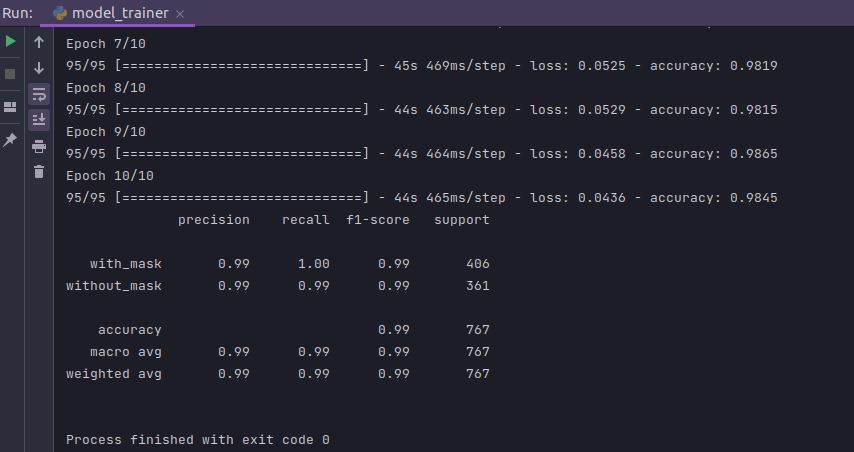 Run: model_trainer ×
Epoch 7/10
95/95 [==============================] - 45s 469ms/step - loss: 0.0525 - accuracy: 0.9819
Epoch 8/10
95/95 [==============================] - 44s 463ms/step - loss: 0.0529 - accuracy: 0.9815
Epoch 9/10
95/95 [==============================] - 44s 464ms/step - loss: 0.0458 - accuracy: 0.9865
Epoch 10/10
95/95 [==============================] - 44s 465ms/step - loss: 0.0436 - accuracy: 0.9845
precision recall f1-score support
with_mask 0.99 1.00 0.99 406
without_mask 0.99 0.99 0.99 361
accuracy 0.99 767
macro avg 0.99 0.99 0.99 767
weighted avg 0.99 0.99 0.99 767
Process finished with exit code 0